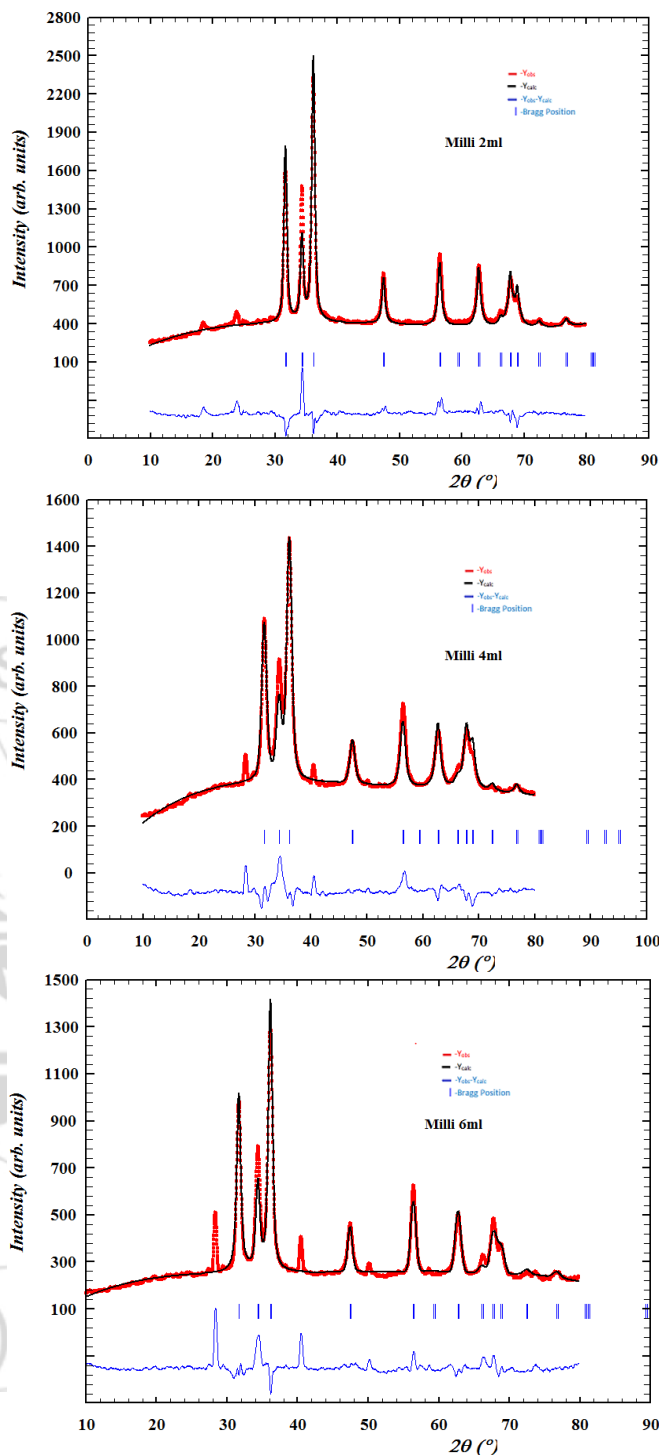 2800
2500
2200
1900
1600
1300
1000
700
400
100
Intensity (arb. units)
-Yobs
-Ycalc
-Yobs-Ycalc
-Bragg Position
Milli 2ml
0 10 20 30 40 50 60 70 80 90
2θ (°)
1600
1400
1200
1000
800
600
400
200
0
Intensity (arb. units)
-Yobs
-Ycalc
-Yobs-Ycalc
-Bragg Position
Milli 4ml
0 10 20 30 40 50 60 70 80 90 100
2θ (°)
1500
1300
1100
900
700
500
300
100
Intensity (arb. units)
-Yobs
-Ycalc
-Yobs-Ycalc
-Bragg Position
Milli 6ml
10 20 30 40 50 60 70 80 90
2θ (°)